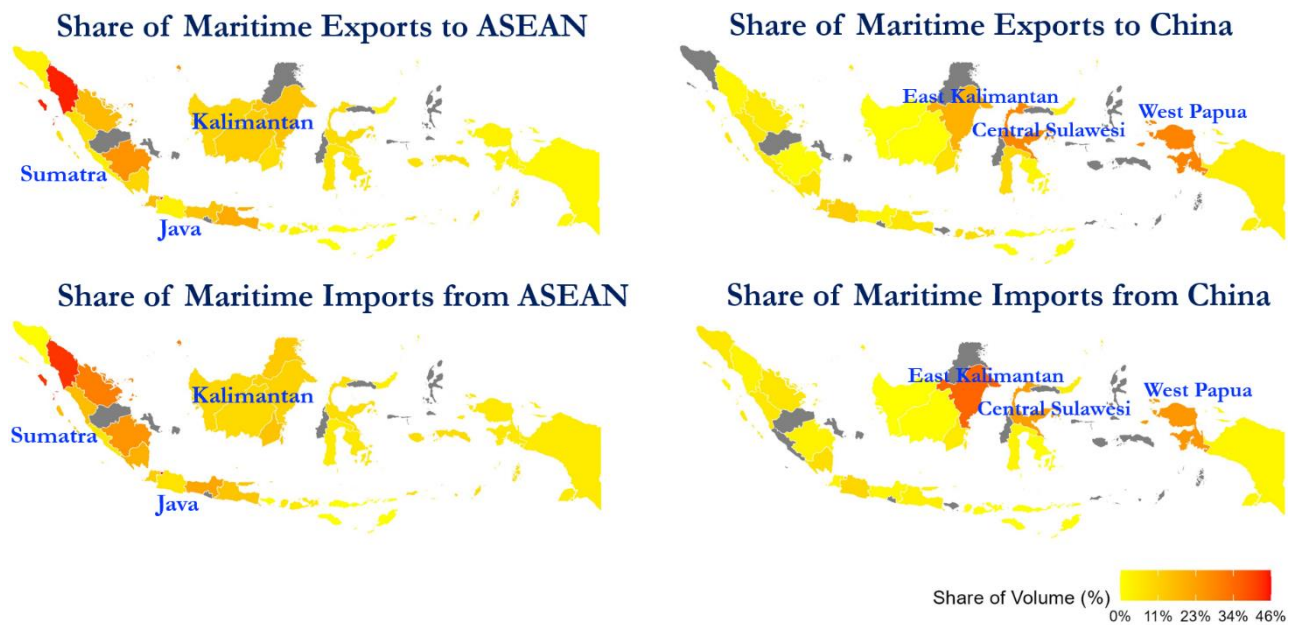 Share of Maritime Exports to ASEAN
Kalimantan
Sumatra
Java
Share of Maritime Exports to China
East Kalimantan
Central Sulawesi
West Papua
Share of Maritime Imports from ASEAN
Kalimantan
Sumatra
Java
Share of Maritime Imports from China
East Kalimantan
Central Sulawesi
West Papua
Share of Volume (%)
0% 11% 23% 34% 46%